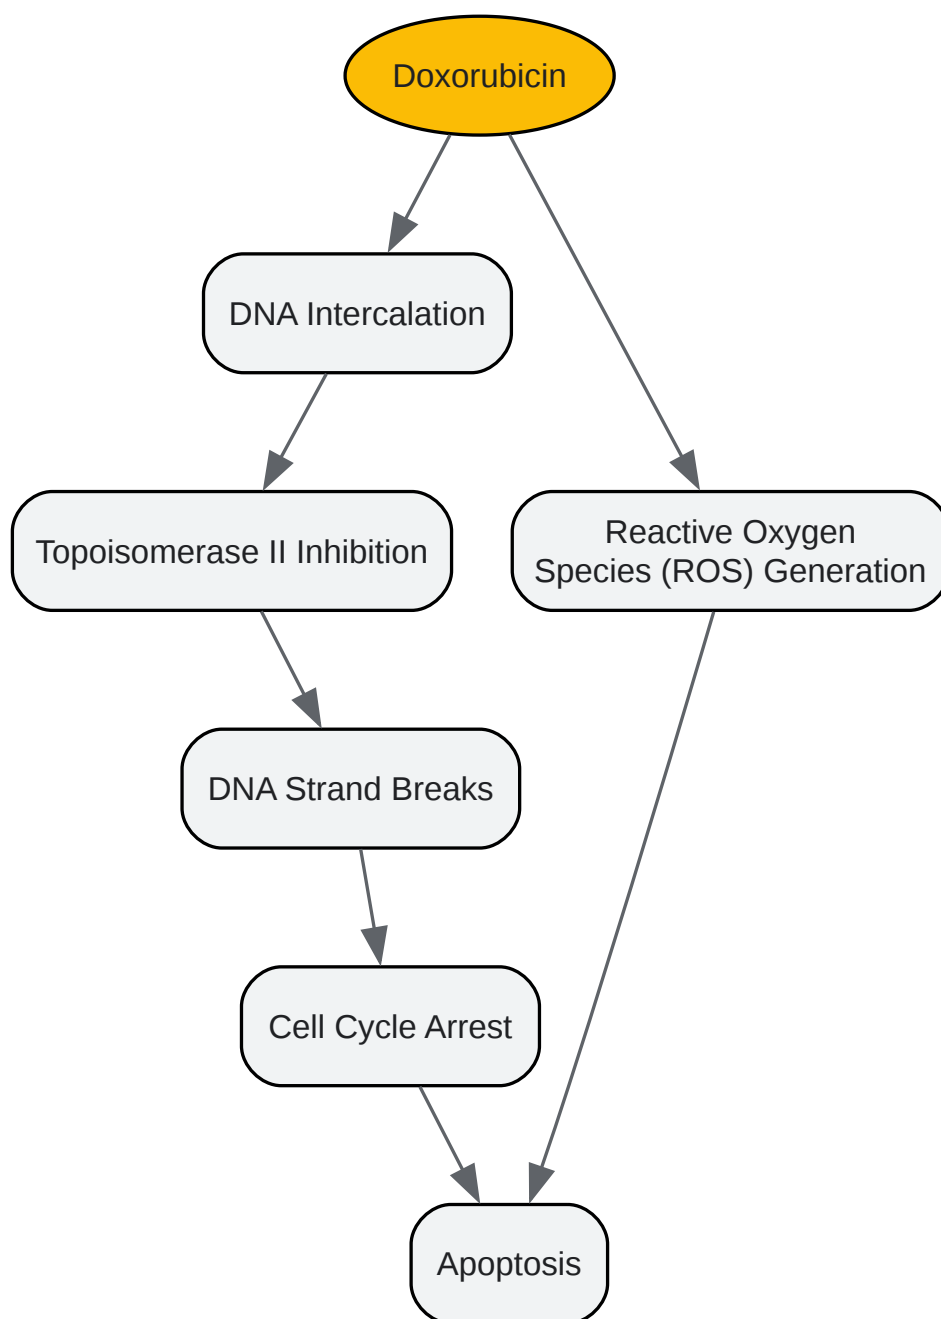 Doxorubicin
DNA Intercalation
Topoisomerase II Inhibition
Reactive Oxygen
Species (ROS) Generation
DNA Strand Breaks
Cell Cycle Arrest
Apoptosis